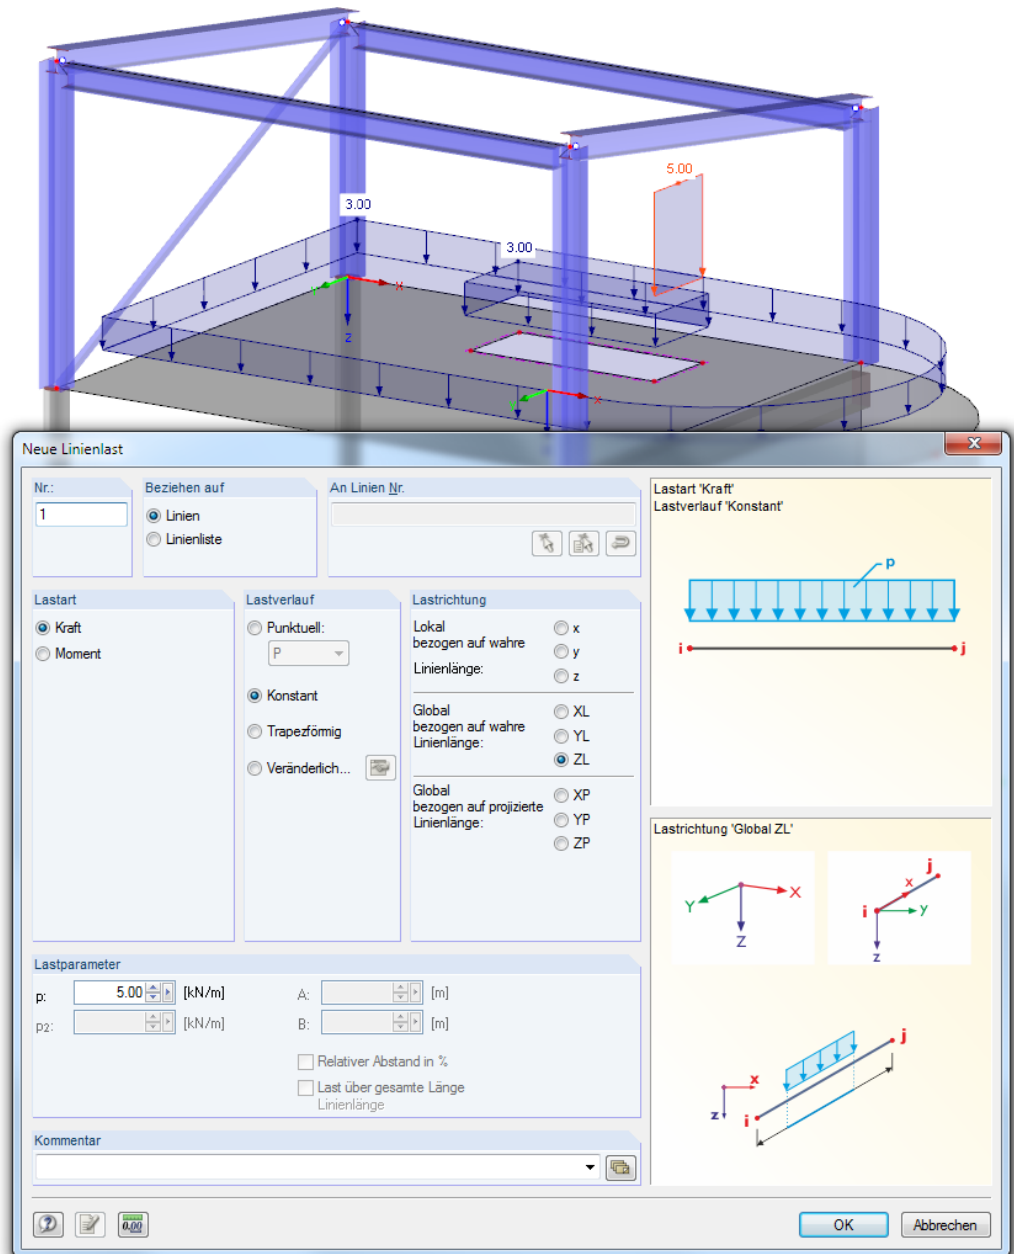 5.00
3.00
3.00
X
Y
Z
X
Y
Neue Linienlast
Nr.:
1
Beziehen auf
Linien
Linienliste
An Linien Nr.
Lastart
Kraft
Moment
Lastverlauf
Punktuell:
P
Konstant
Trapezförmig
Veränderlich...
Lastrichtung
Lokal
bezogen auf wahre
Linienlänge:
x
y
z
Global
bezogen auf wahre
Linienlänge:
XL
YL
ZL
Global
bezogen auf projizierte
Linienlänge:
XP
YP
ZP
Lastparameter
p: 5.00 [kN/m]
p2: [kN/m]
A: [m]
B: [m]
Relativer Abstand in %
Last über gesamte Länge
Linienlänge
Kommentar
Lastart 'Kraft'
Lastverlauf 'Konstant'
p
i
j
Lastrichtung 'Global ZL'
X
Y
Z
j
x
i
y
z
j
x
z
i
0.00
OK
Abbrechen